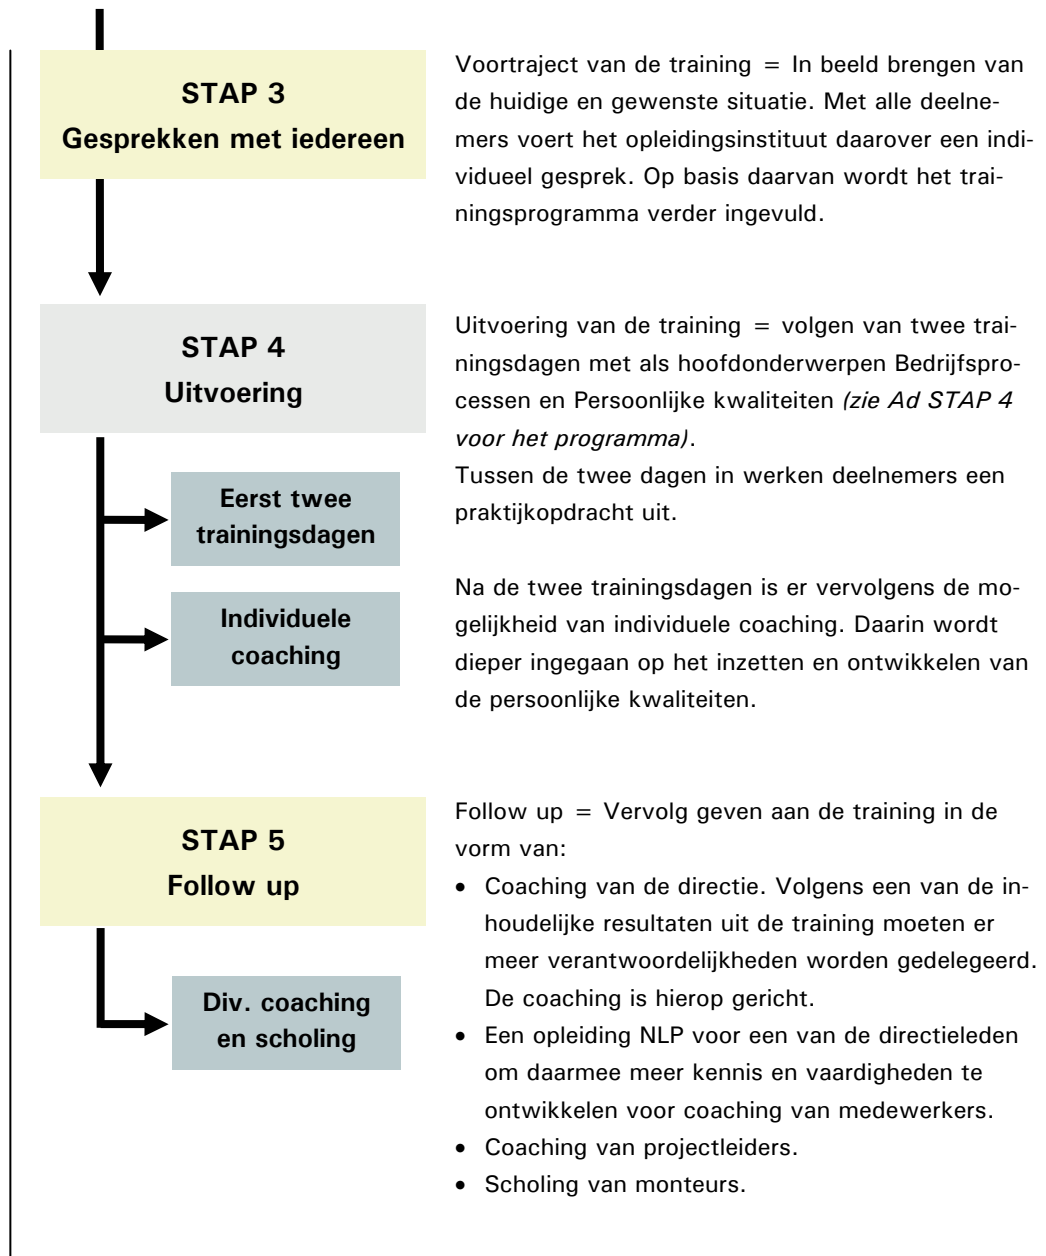 STAP 3
Gesprekken met iedereen
Voortraject van de training = In beeld brengen van
de huidige en gewenste situatie. Met alle deelne-
mers voert het opleidingsinstituut daarover een indi-
vidueel gesprek. Op basis daarvan wordt het trai-
ningsprogramma verder ingevuld.
STAP 4
Uitvoering
Uitvoering van de training = volgen van twee trai-
ningsdagen met als hoofdonderwerpen Bedrijfspro-
cessen en Persoonlijke kwaliteiten (zie Ad STAP 4
voor het programma).
Tussen de twee dagen in werken deelnemers een
praktijkopdracht uit.
Eerst twee
trainingsdagen
Na de twee trainingsdagen is er vervolgens de mo-
gelijkheid van individuele coaching. Daarin wordt
dieper ingegaan op het inzetten en ontwikkelen van
de persoonlijke kwaliteiten.
Individuele
coaching
STAP 5
Follow up
Follow up = Vervolg geven aan de training in de
vorm van:
• Coaching van de directie. Volgens een van de in-
houdelijke resultaten uit de training moeten er
meer verantwoordelijkheden worden gedelegeerd.
De coaching is hierop gericht.
• Een opleiding NLP voor een van de directieleden
om daarmee meer kennis en vaardigheden te
ontwikkelen voor coaching van medewerkers.
• Coaching van projectleiders.
• Scholing van monteurs.
Div. coaching
en scholing